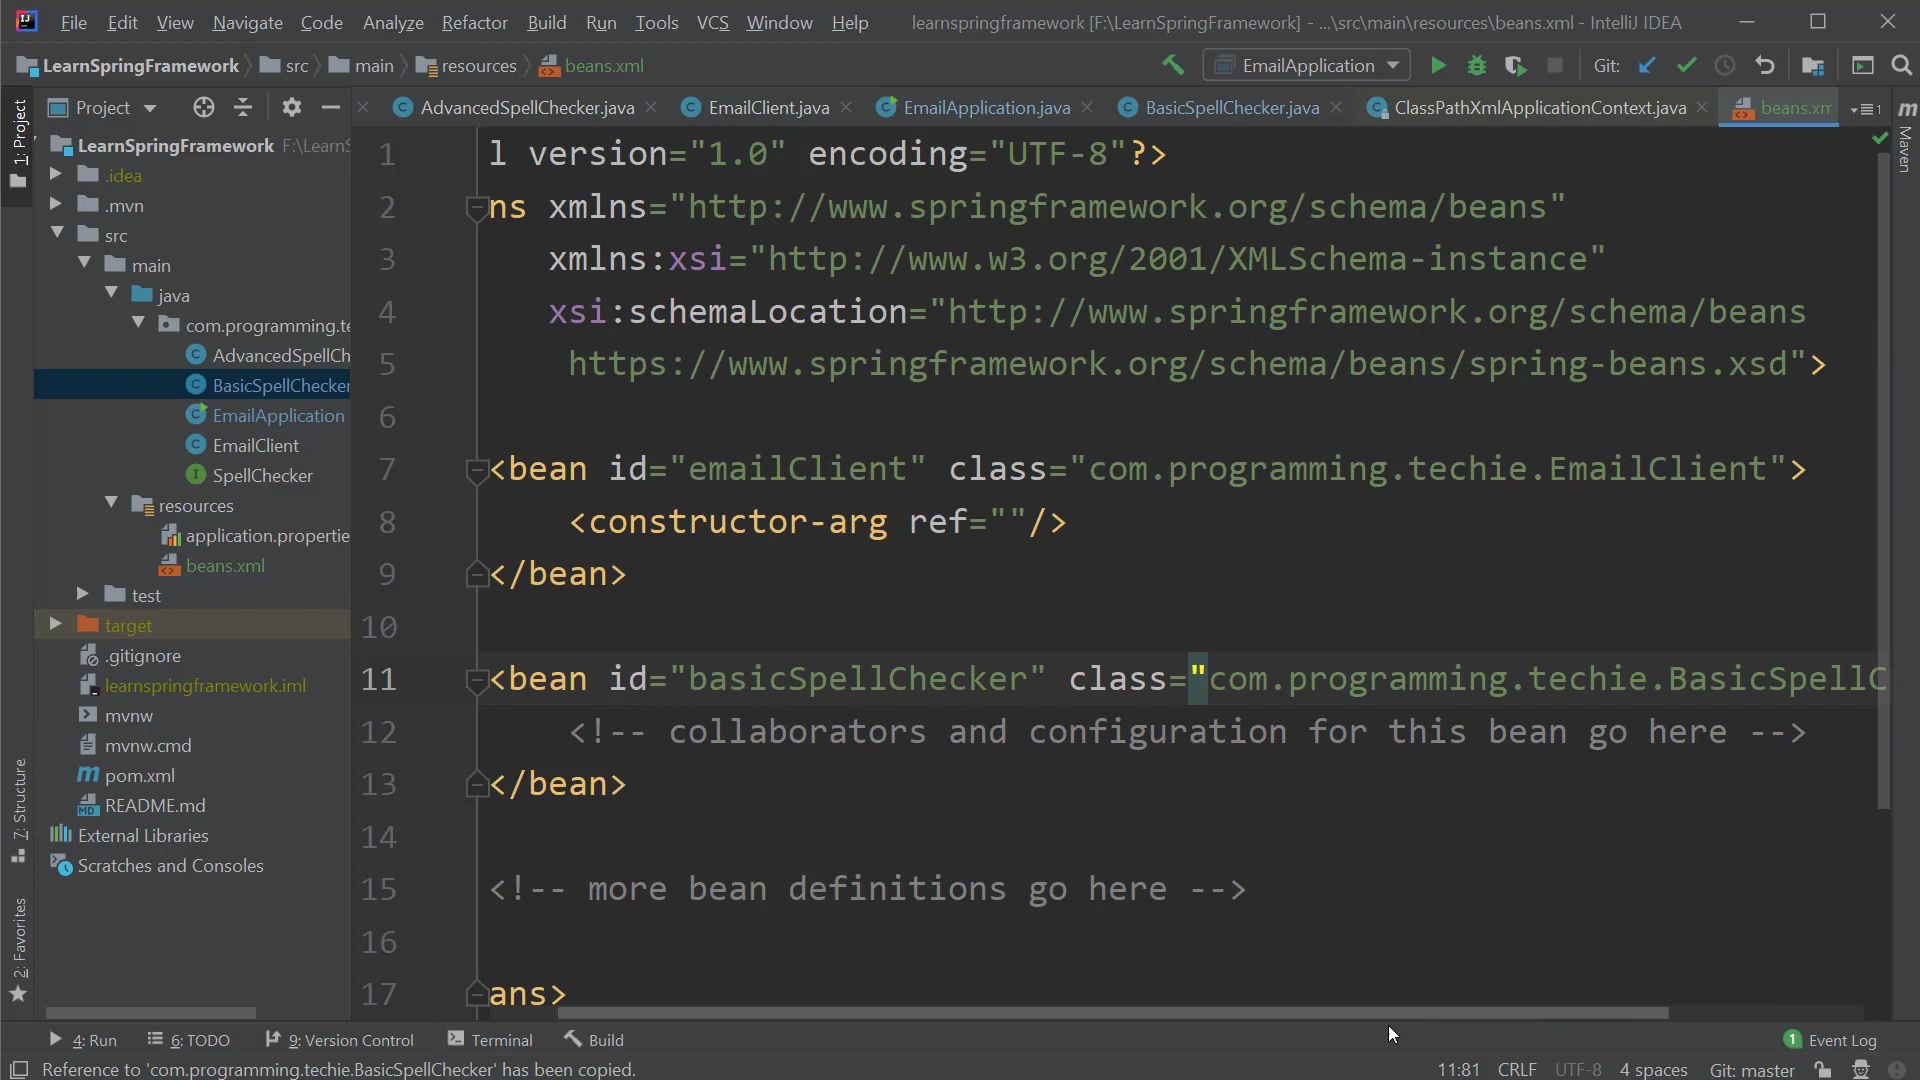 File Edit View Navigate Code Analyze Refactor Build Run Tools VCS Window Help learnspringframework [F:\LearnSpringFramework] - ...\src\main\resources\beans.xml - IntelliJ IDEA
LearnSpringFramework src main resources beans.xml EmailApplication Git:
Project AdvancedSpellChecker.java EmailClient.java EmailApplication.java BasicSpellChecker.java ClassPathXmlApplicationContext.java beans.xm 1
1: Project
Maven
LearnSpringFramework F:\LearnS
.idea
.mvn
src
main
java
com.programming.te
AdvancedSpellCh
BasicSpellChecker
EmailApplication
EmailClient
SpellChecker
resources
application.propertie
beans.xml
test
target
.gitignore
learnspringframework.iml
mvnw
mvnw.cmd
pom.xml
README.md
External Libraries
Scratches and Consoles
7: Structure
2: Favorites
1 l version="1.0" encoding="UTF-8"?>
2 ns xmlns="http://www.springframework.org/schema/beans"
3 xmlns:xsi="http://www.w3.org/2001/XMLSchema-instance"
4 xsi:schemaLocation="http://www.springframework.org/schema/beans
5 https://www.springframework.org/schema/beans/spring-beans.xsd">
6
7 <bean id="emailClient" class="com.programming.techie.EmailClient">
8 <constructor-arg ref=""/>
9 </bean>
10
11 <bean id="basicSpellChecker" class="com.programming.techie.BasicSpellC
12 <!-- collaborators and configuration for this bean go here -->
13 </bean>
14
15 <!-- more bean definitions go here -->
16
17 ans>
4: Run 6: TODO 9: Version Control Terminal Build 1 Event Log
Reference to 'com.programming.techie.BasicSpellChecker' has been copied. 11:81 CRLF UTF-8 4 spaces Git: master